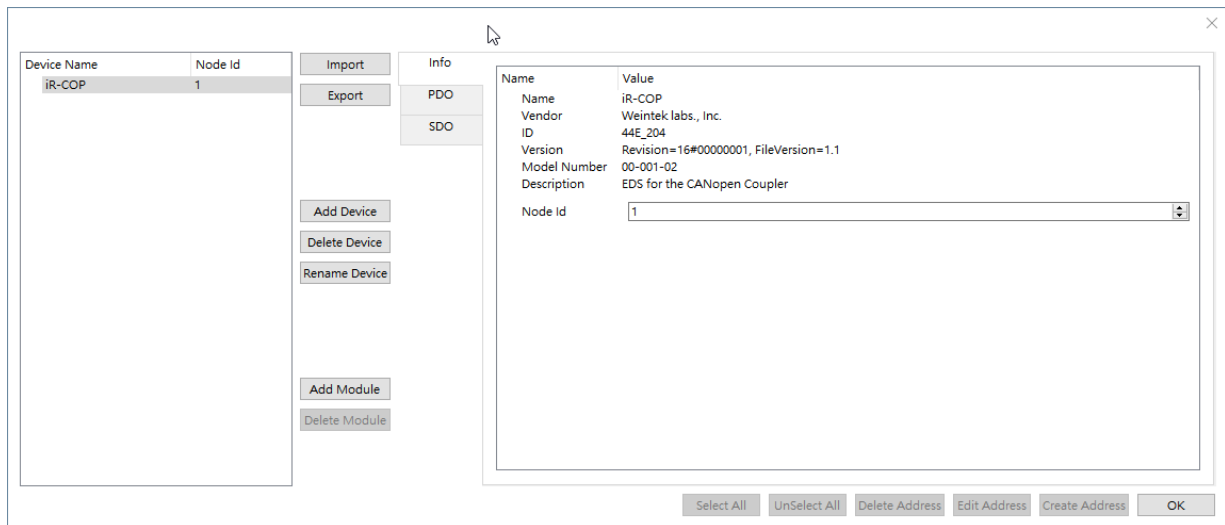 Device Name Node Id
iR-COP 1
Import
Export
Add Device
Delete Device
Rename Device
Add Module
Delete Module
Info
PDO
SDO
Name Value
Name iR-COP
Vendor Weintek labs., Inc.
ID 44E_204
Version Revision=16#00000001, FileVersion=1.1
Model Number 00-001-02
Description EDS for the CANopen Coupler
Node Id 1
Select All UnSelect All Delete Address Edit Address Create Address OK